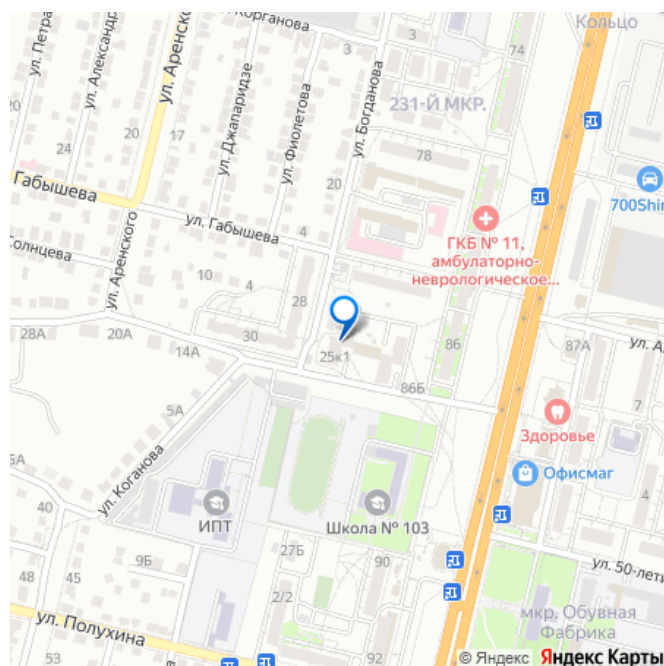 Корганова
Кольцо
3
3
74
ул. Петра
ул. Александр
ул. Аренского
ул. Джапаридзе
ул. Фиолетова
ул. Богданова
231-Й МКР.
20
20
17
24
78
20
700Shin
Габышева
ул. Габышева
4
ГКБ № 11,
амбулаторно-
неврологическое...
Солнцева
ул. Аренского
10
4
28
28А
20А
14А
30
25к1
86
87А
86Б
7
5А
Здоровье
ул. Коганова
Офисмаг
5А
40
ИПТ
Школа № 103
4
9Б
27Б
90
48
45
2/2
ул. 50-лети
мкр. Обувная
Фабрика
ул. Полухина
53
52
92
© Яндекс Яндекс Карты